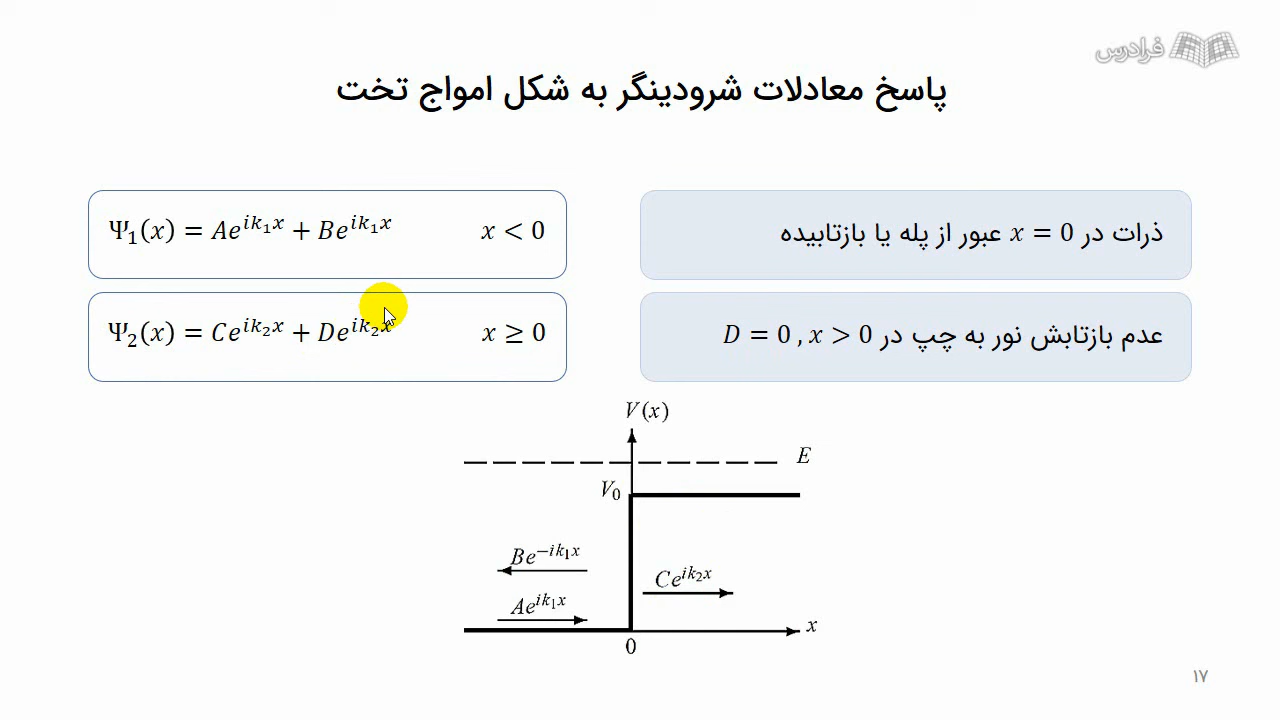 فرادرس
پاسخ معادلات شرودینگر به شکل امواج تخت
ذرات در x = 0 عبور از پله یا بازتابیده
Ψ₁(x) = Ae^{ik₁x} + Be^{ik₁x} x < 0
عدم بازتابش نور به چپ در D = 0 , x > 0
Ψ₂(x) = Ce^{ik₂x} + De^{ik₂x} x ≥ 0
V(x)
E
V₀
Be^{−ik₁x}
Ce^{ik₂x}
Ae^{ik₁x}
x
0
۱۷